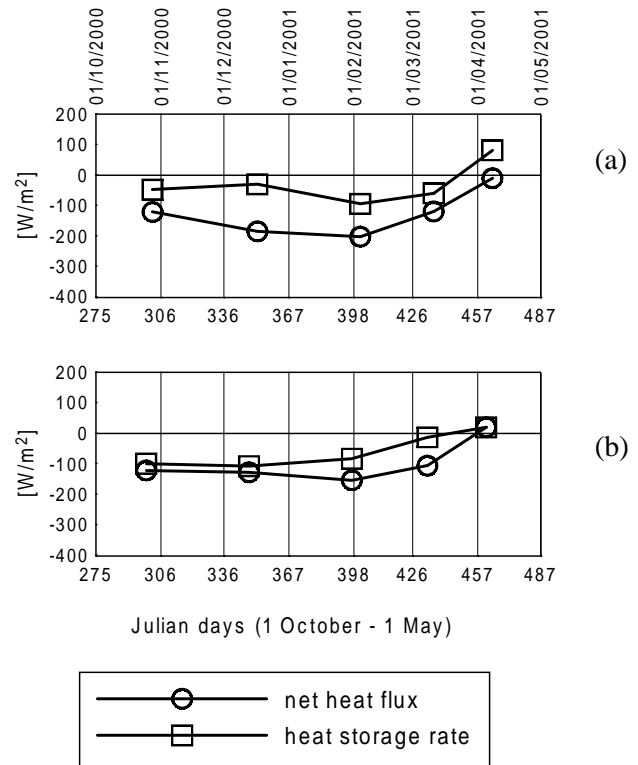 01/10/2000 01/11/2000 01/12/2000 01/01/2001 01/02/2001 01/03/2001 01/04/2001 01/05/2001
200
100
0
-100
-200
-300
-400
[W/m²]
(a)
275 306 336 367 398 426 457 487
200
100
0
-100
-200
-300
-400
[W/m²]
(b)
275 306 336 367 398 426 457 487
Julian days (1 October - 1 May)
net heat flux
heat storage rate